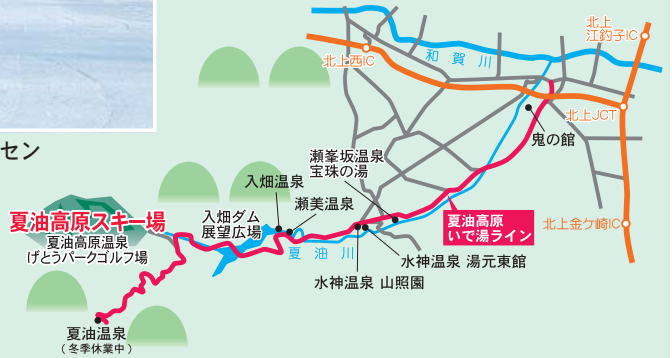 北上
江釣子IC
和賀川
北上西IC
北上JCT
セン
鬼の館
瀬峯坂温泉
宝珠の湯
入畑温泉
瀬美温泉
夏油高原スキー場
夏油高原温泉
げとうパークゴルフ場
入畑ダム
展望広場
夏油高原
いで湯ライン
北上金ケ崎IC
夏油川
水神温泉 湯元東館
水神温泉 山照園
夏油温泉
(冬季休業中)